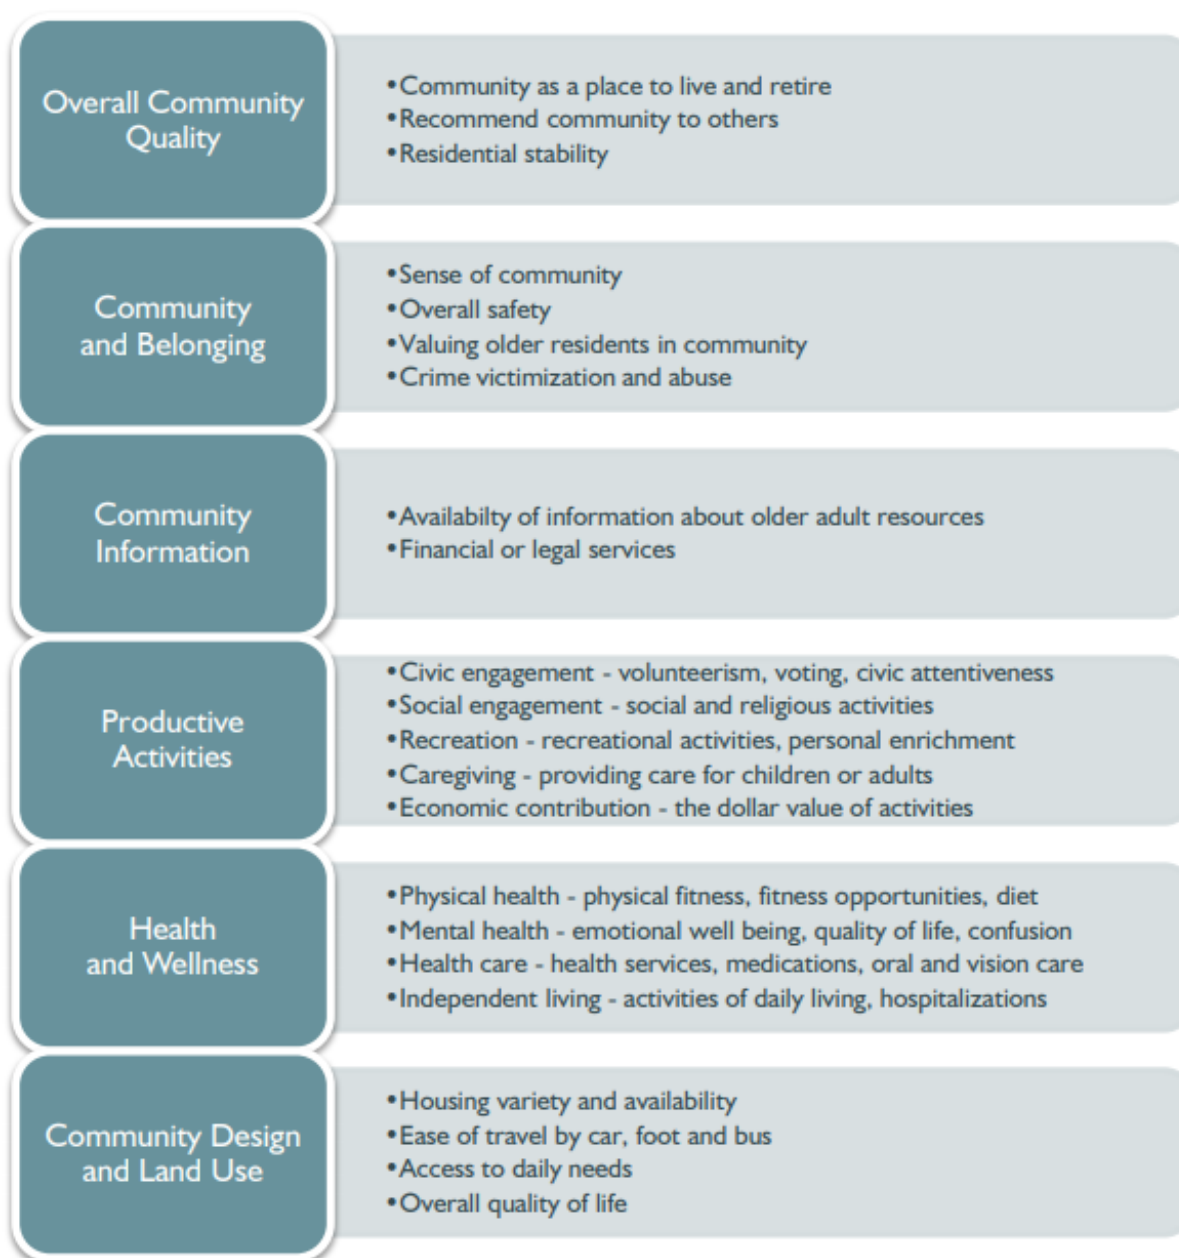 Overall Community
Quality
•Community as a place to live and retire
•Recommend community to others
•Residential stability
Community
and Belonging
•Sense of community
•Overall safety
•Valuing older residents in community
•Crime victimization and abuse
Community
Information
•Availabilty of information about older adult resources
•Financial or legal services
Productive
Activities
•Civic engagement - volunteerism, voting, civic attentiveness
•Social engagement - social and religious activities
•Recreation - recreational activities, personal enrichment
•Caregiving - providing care for children or adults
•Economic contribution - the dollar value of activities
Health
and Wellness
•Physical health - physical fitness, fitness opportunities, diet
•Mental health - emotional well being, quality of life, confusion
•Health care - health services, medications, oral and vision care
•Independent living - activities of daily living, hospitalizations
Community Design
and Land Use
•Housing variety and availability
•Ease of travel by car, foot and bus
•Access to daily needs
•Overall quality of life